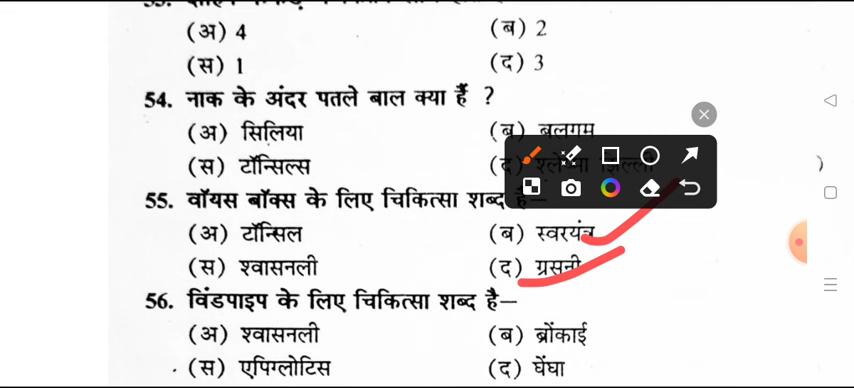 (अ) 4 (ब) 2
(स) 1 (द) 3
54. नाक के अंदर पतले बाल क्या हैं ?
(अ) सिलिया (ब) बलगम
(स) टॉन्सिल्स (द) श्लेष्मा झिल्ली
55. वॉयस बॉक्स के लिए चिकित्सा शब्द है—
(अ) टॉन्सिल (ब) स्वरयंत्र
(स) श्वासनली (द) ग्रसनी
56. विंडपाइप के लिए चिकित्सा शब्द है—
(अ) श्वासनली (ब) ब्रोंकाई
(स) एपिग्लोटिस (द) घेंघा